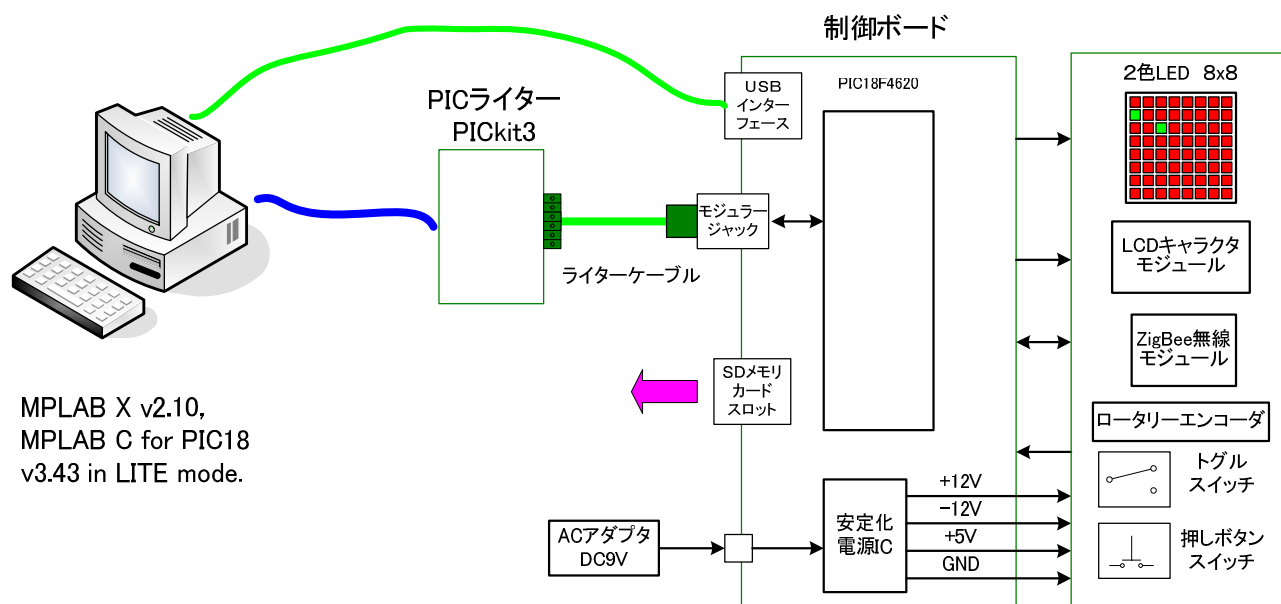 制御ボード
PICライター
PICkit3
USB
インター
フェース
PIC18F4620
2色LED 8x8
モジュラー
ジャック
ライターケーブル
LCDキャラクタ
モジュール
ZigBee無線
モジュール
SDメモリ
カード
スロット
MPLAB X v2.10,
MPLAB C for PIC18
v3.43 in LITE mode.
ロータリーエンコーダ
トグル
スイッチ
ACアダプタ
DC9V
安定化
電源IC
+12V
-12V
+5V
GND
押しボタン
スイッチ